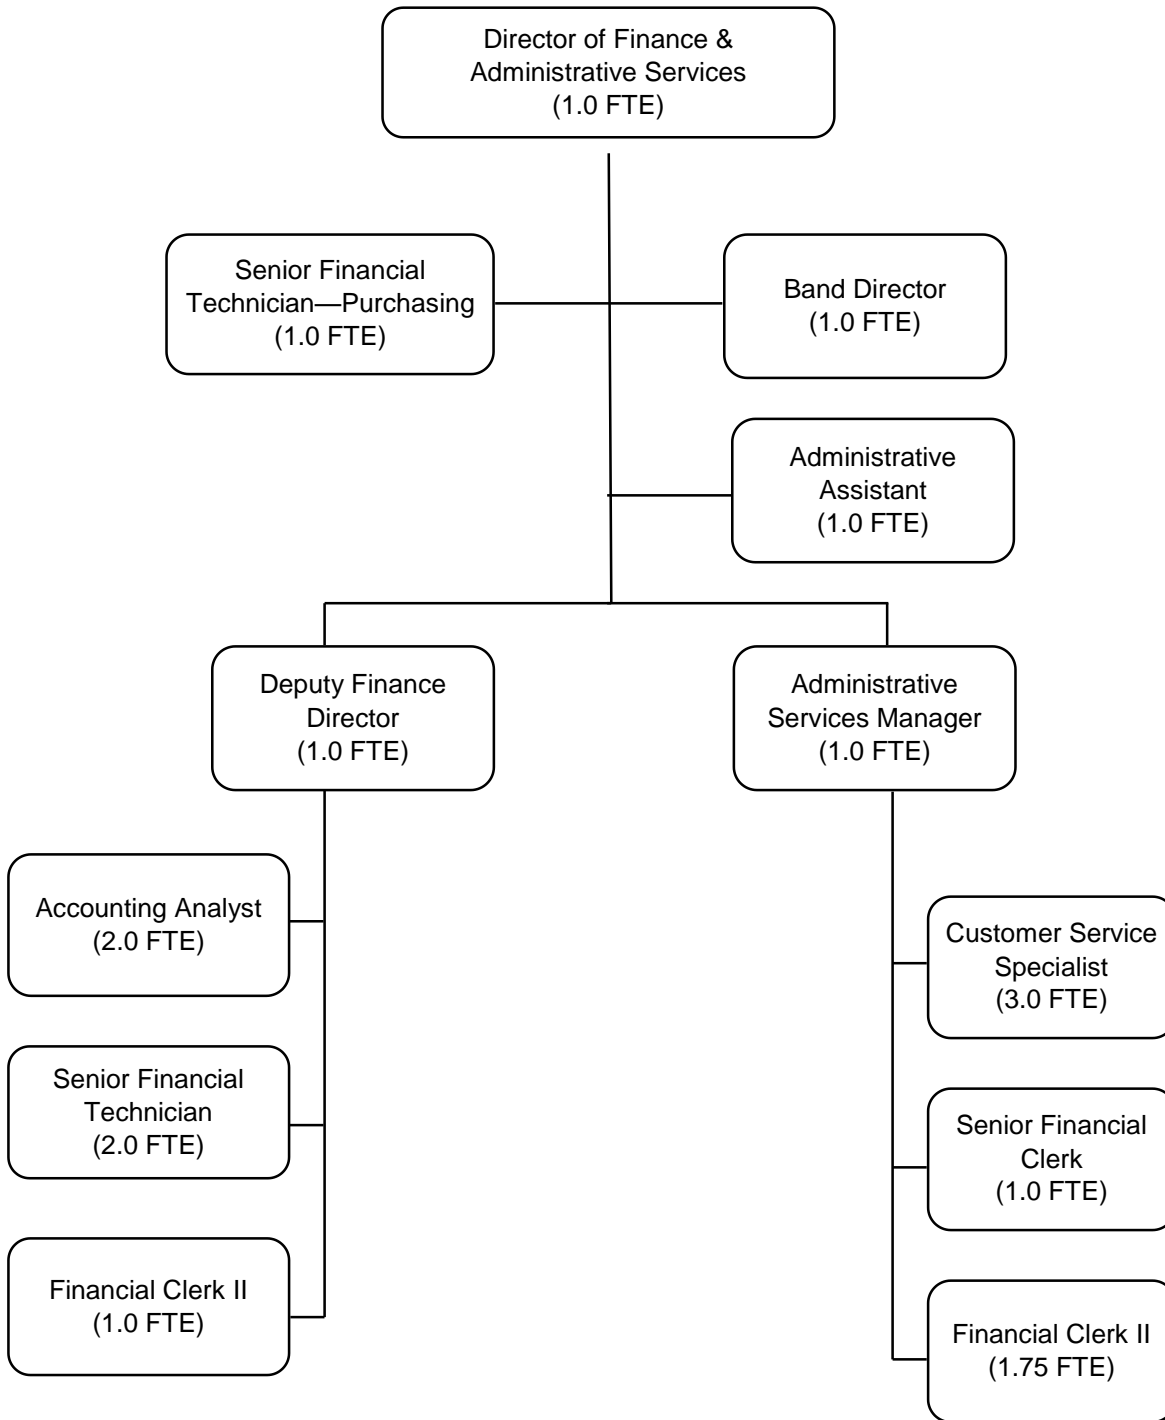 Director of Finance &
Administrative Services
(1.0 FTE)
Senior Financial
Technician—Purchasing
(1.0 FTE)
Band Director
(1.0 FTE)
Administrative
Assistant
(1.0 FTE)
Deputy Finance
Director
(1.0 FTE)
Administrative
Services Manager
(1.0 FTE)
Accounting Analyst
(2.0 FTE)
Senior Financial
Technician
(2.0 FTE)
Financial Clerk II
(1.0 FTE)
Customer Service
Specialist
(3.0 FTE)
Senior Financial
Clerk
(1.0 FTE)
Financial Clerk II
(1.75 FTE)